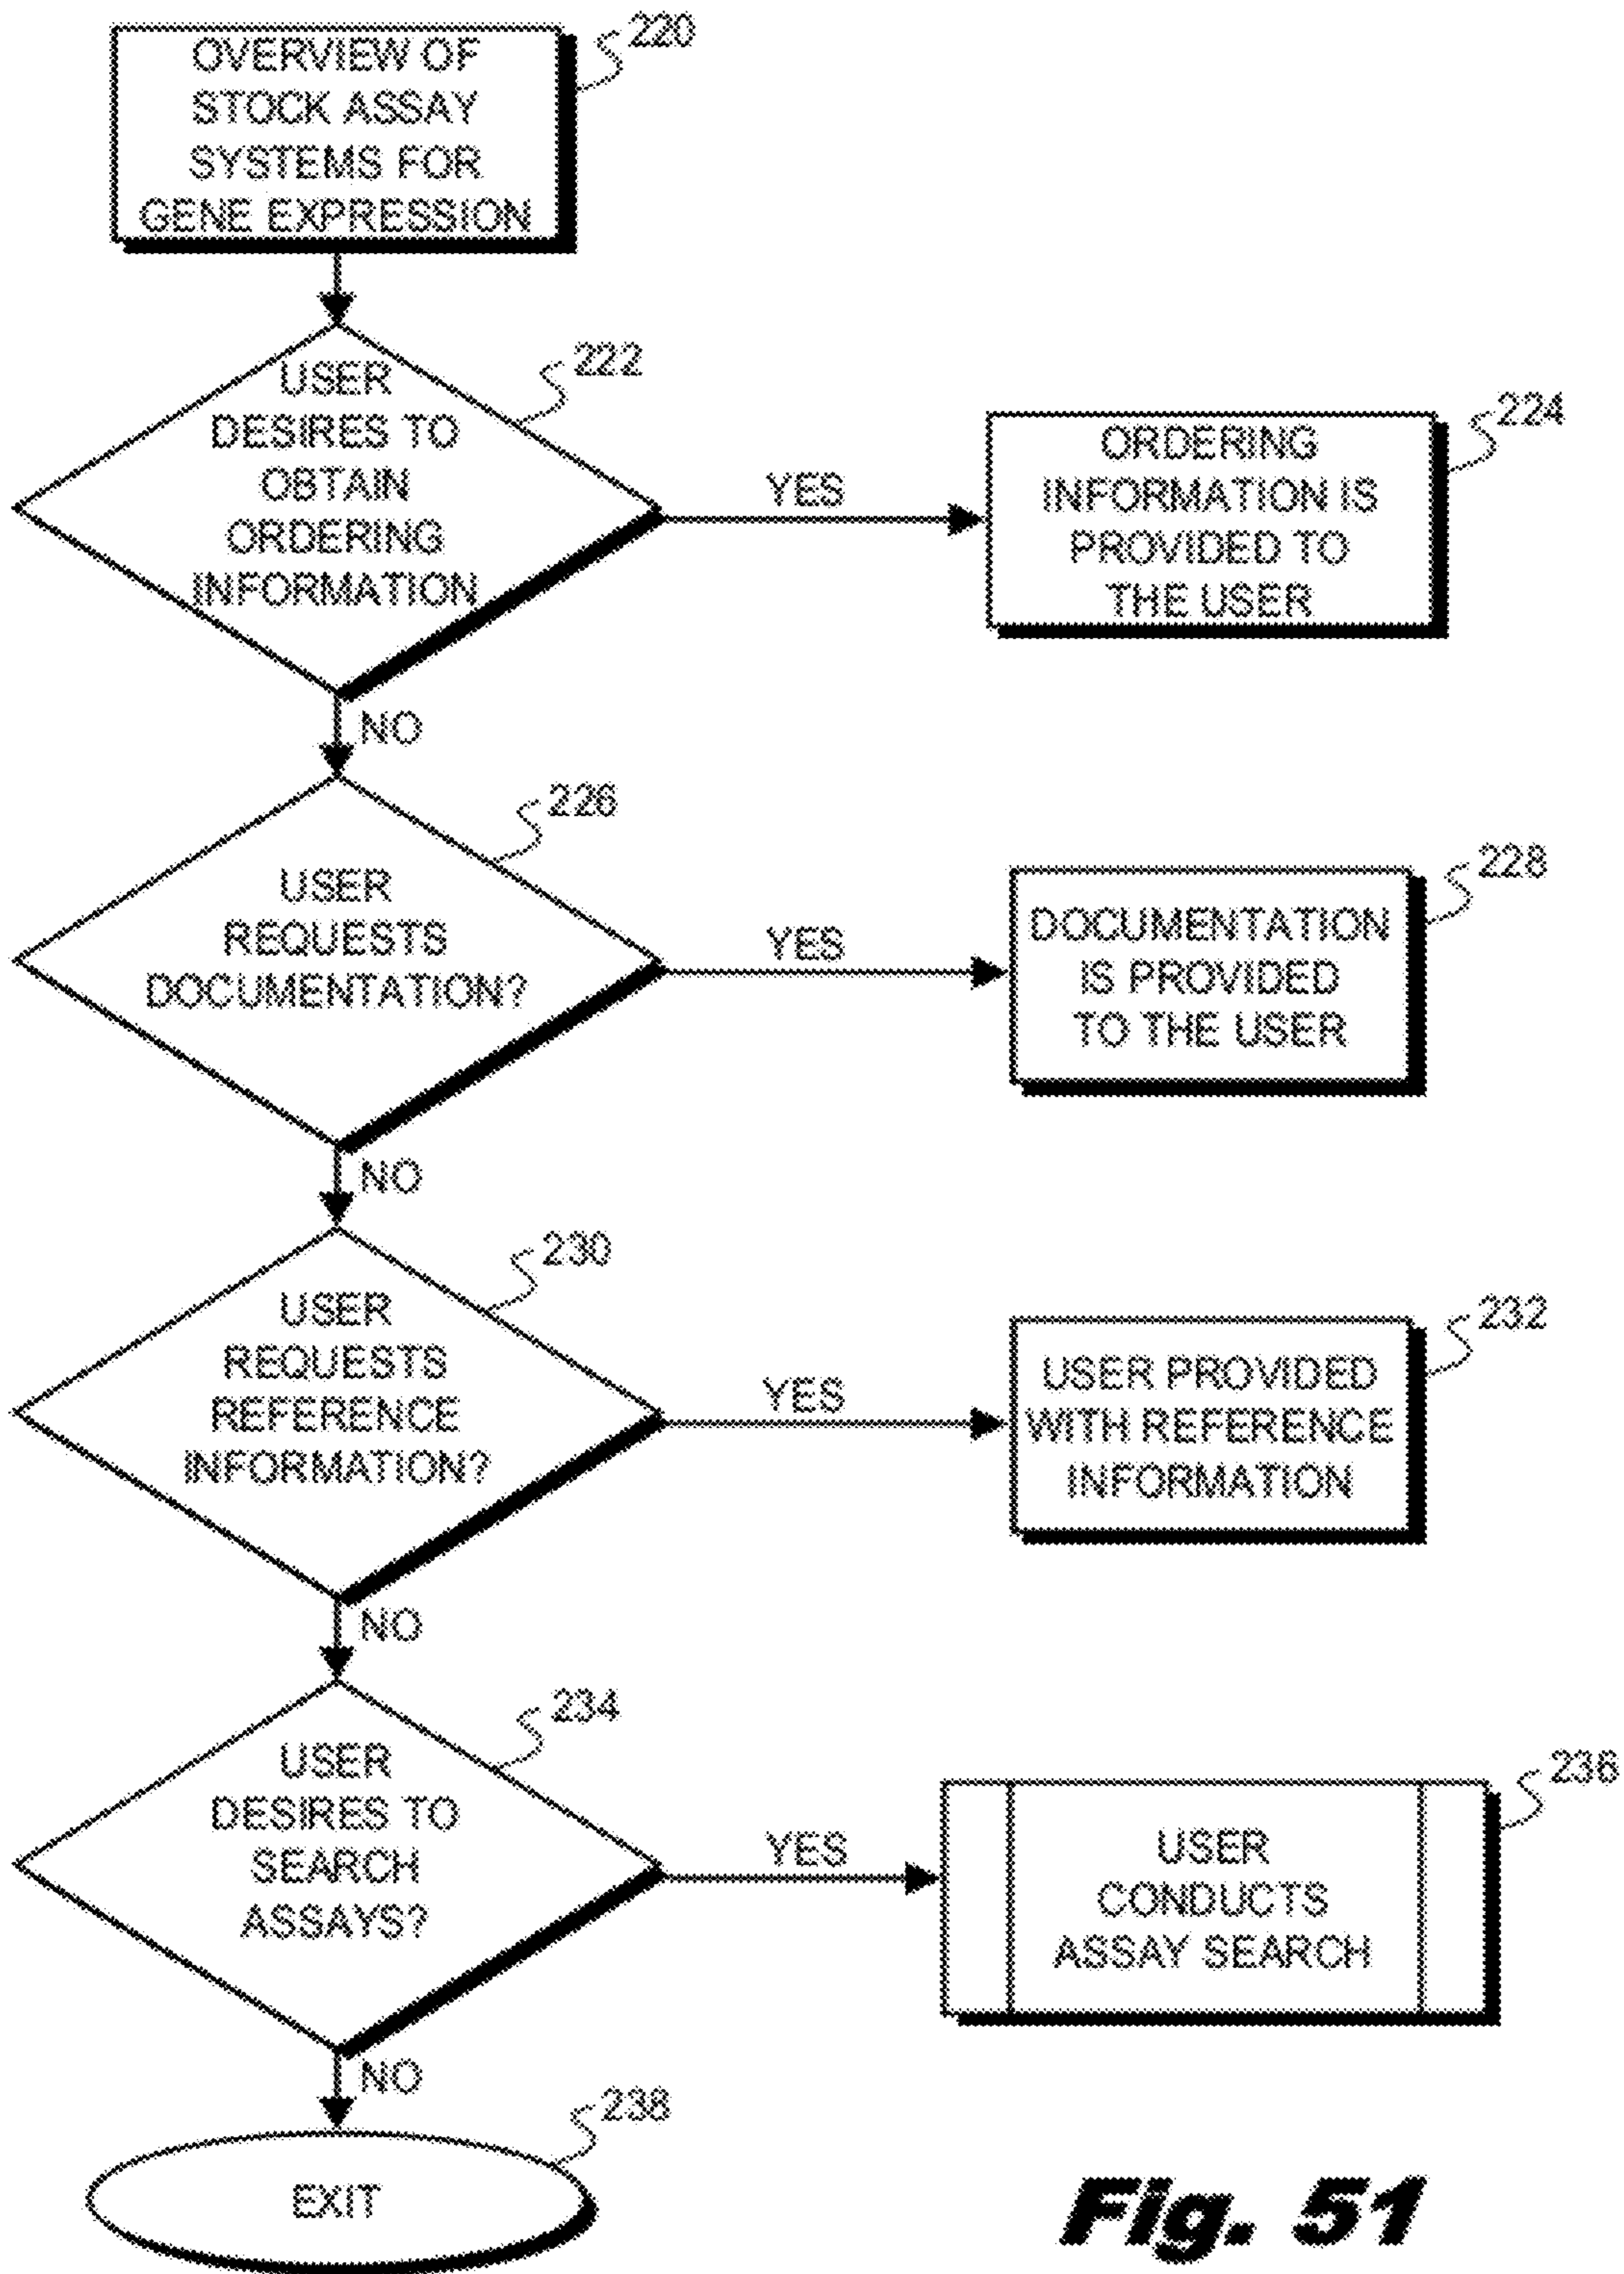 220
OVERVIEW OF
STOCK ASSAY
SYSTEMS FOR
GENE EXPRESSION
222
USER
DESIRES TO
OBTAIN
ORDERING
INFORMATION
YES
224
ORDERING
INFORMATION IS
PROVIDED TO
THE USER
NO
226
USER
REQUESTS
DOCUMENTATION?
YES
228
DOCUMENTATION
IS PROVIDED
TO THE USER
NO
230
USER
REQUESTS
REFERENCE
INFORMATION?
YES
232
USER PROVIDED
WITH REFERENCE
INFORMATION
NO
234
USER
DESIRES TO
SEARCH
ASSAYS?
YES
236
USER
CONDUCTS
ASSAY SEARCH
NO
238
EXIT
Fig. 51